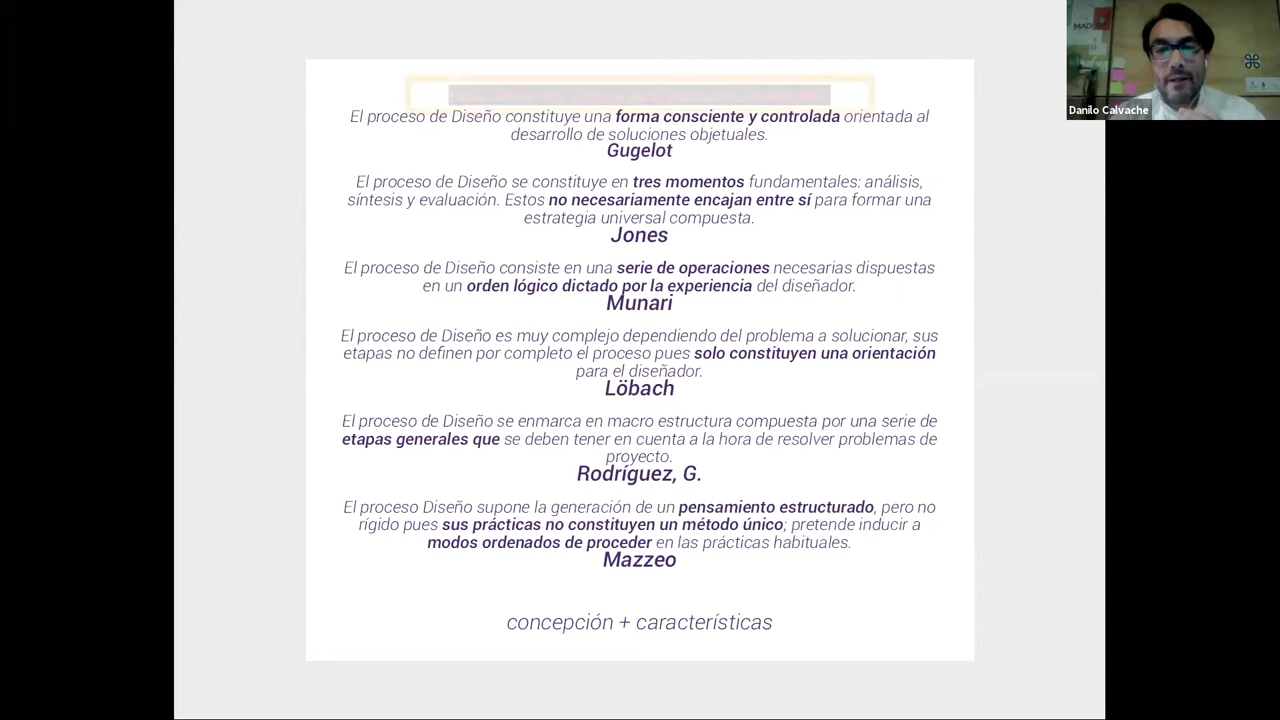 El proceso de Diseño constituye una forma consciente y controlada orientada al
desarrollo de soluciones objetuales.
Gugelot
El proceso de Diseño se constituye en tres momentos fundamentales: análisis,
síntesis y evaluación. Estos no necesariamente encajan entre sí para formar una
estrategia universal compuesta.
Jones
El proceso de Diseño consiste en una serie de operaciones necesarias dispuestas
en un orden lógico dictado por la experiencia del diseñador.
Munari
El proceso de Diseño es muy complejo dependiendo del problema a solucionar, sus
etapas no definen por completo el proceso pues solo constituyen una orientación
para el diseñador.
Löbach
El proceso de Diseño se enmarca en macro estructura compuesta por una serie de
etapas generales que se deben tener en cuenta a la hora de resolver problemas de
proyecto.
Rodríguez, G.
El proceso Diseño supone la generación de un pensamiento estructurado, pero no
rígido pues sus prácticas no constituyen un método único; pretende inducir a
modos ordenados de proceder en las prácticas habituales.
Mazzeo
concepción + características
MAD
Danilo Calvache